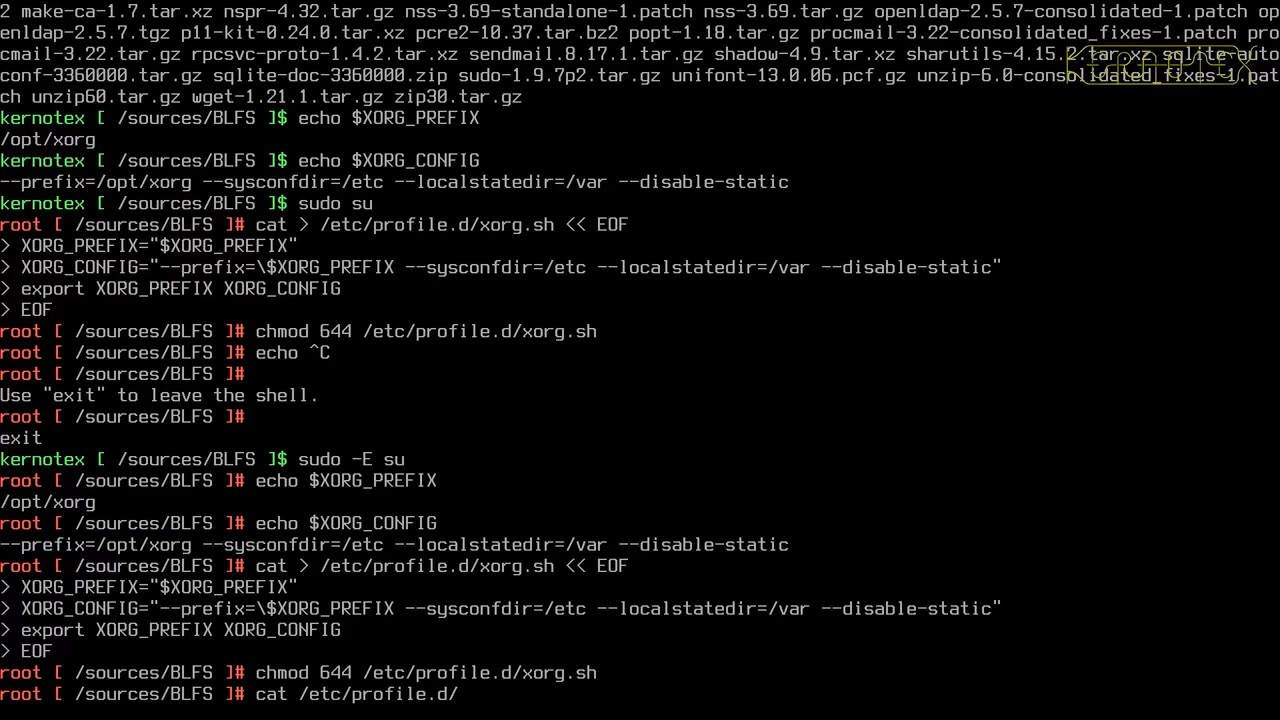 2 make-ca-1.7.tar.xz nspr-4.32.tar.gz nss-3.69-standalone-1.patch nss-3.69.tar.gz openldap-2.5.7-consolidated-1.patch op
enldap-2.5.7.tgz p11-kit-0.24.0.tar.xz pcre2-10.37.tar.bz2 popt-1.18.tar.gz procmail-3.22-consolidated_fixes-1.patch pro
cmail-3.22.tar.gz rpcsvc-proto-1.4.2.tar.xz sendmail.8.17.1.tar.gz shadow-4.9.tar.xz sharutils-4.15.2.tar.xz sqlite-auto
conf-3360000.tar.gz sqlite-doc-3360000.zip sudo-1.9.7p2.tar.gz unifont-13.0.06.pcf.gz unzip-6.0-consolidated_fixes-1.pat
ch unzip60.tar.gz wget-1.21.1.tar.gz zip30.tar.gz
KERNOTEX
kernotex [ /sources/BLFS ]$ echo $XORG_PREFIX
/opt/xorg
kernotex [ /sources/BLFS ]$ echo $XORG_CONFIG
--prefix=/opt/xorg --sysconfdir=/etc --localstatedir=/var --disable-static
kernotex [ /sources/BLFS ]$ sudo su
root [ /sources/BLFS ]# cat > /etc/profile.d/xorg.sh << EOF
> XORG_PREFIX="$XORG_PREFIX"
> XORG_CONFIG="--prefix=\$XORG_PREFIX --sysconfdir=/etc --localstatedir=/var --disable-static"
> export XORG_PREFIX XORG_CONFIG
> EOF
root [ /sources/BLFS ]# chmod 644 /etc/profile.d/xorg.sh
root [ /sources/BLFS ]# echo ^C
root [ /sources/BLFS ]#
Use "exit" to leave the shell.
root [ /sources/BLFS ]#
exit
kernotex [ /sources/BLFS ]$ sudo -E su
root [ /sources/BLFS ]# echo $XORG_PREFIX
/opt/xorg
root [ /sources/BLFS ]# echo $XORG_CONFIG
--prefix=/opt/xorg --sysconfdir=/etc --localstatedir=/var --disable-static
root [ /sources/BLFS ]# cat > /etc/profile.d/xorg.sh << EOF
> XORG_PREFIX="$XORG_PREFIX"
> XORG_CONFIG="--prefix=\$XORG_PREFIX --sysconfdir=/etc --localstatedir=/var --disable-static"
> export XORG_PREFIX XORG_CONFIG
> EOF
root [ /sources/BLFS ]# chmod 644 /etc/profile.d/xorg.sh
root [ /sources/BLFS ]# cat /etc/profile.d/